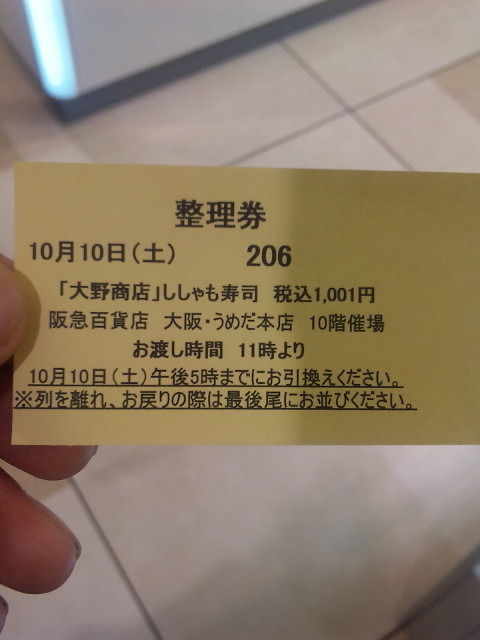 整理券
10月10日(土) 206
「大野商店」ししゃも寿司 税込1,001円
阪急百貨店 大阪・うめだ本店 10階催場
お渡し時間 11時より
10月10日(土)午後5時までにお引換えください。
※列を離れ、お戻りの際は最後尾にお並びください。